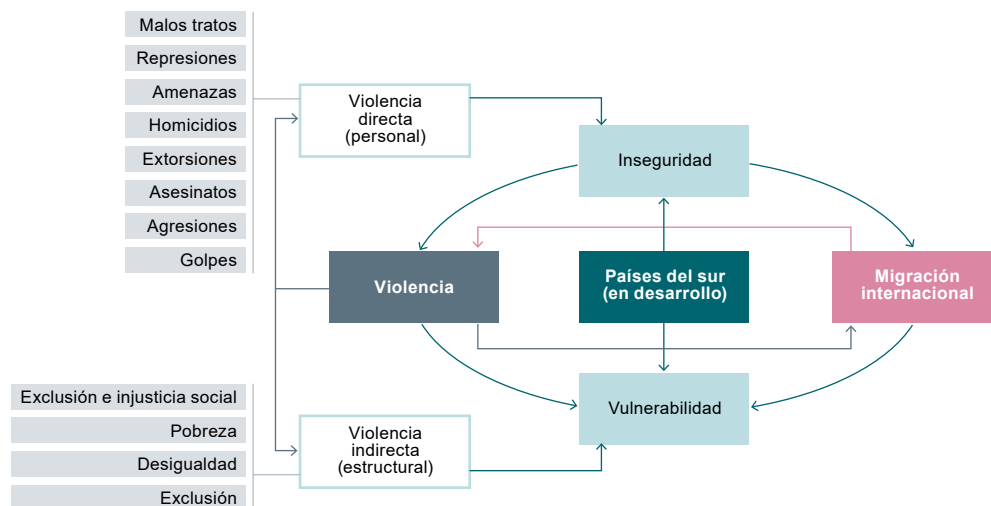 Malos tratos
Represiones
Amenazas
Homicidios
Extorsiones
Asesinatos
Agresiones
Golpes
Violencia
directa
(personal)
Inseguridad
Violencia
Países del sur
(en desarrollo)
Migración
internacional
Exclusión e injusticia social
Pobreza
Desigualdad
Exclusión
Violencia
indirecta
(estructural)
Vulnerabilidad